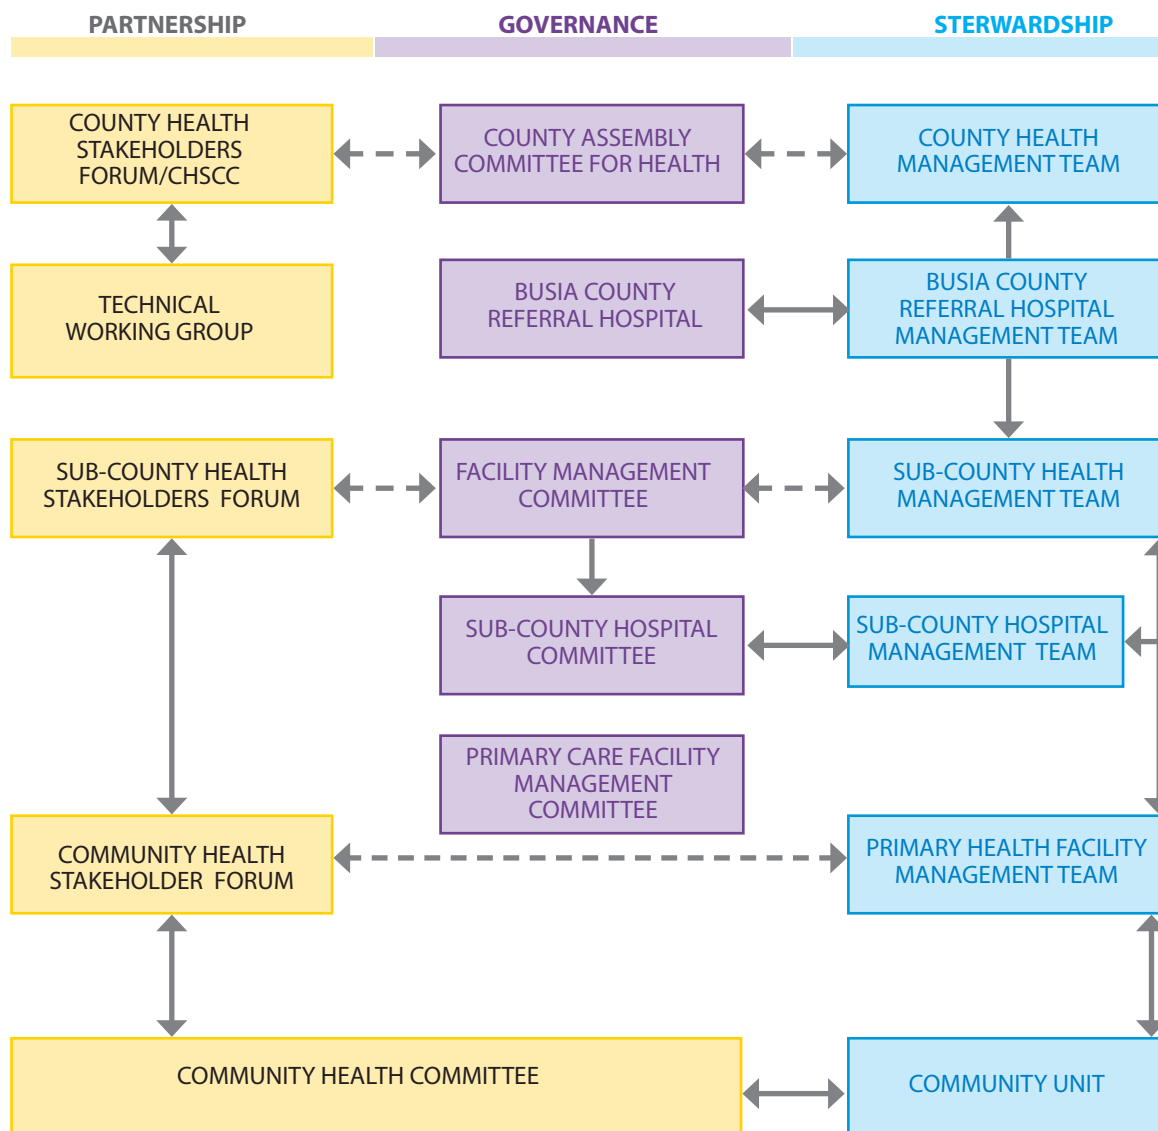 PARTNERSHIP
GOVERNANCE
STERWARDSHIP
COUNTY HEALTH
STAKEHOLDERS
FORUM/CHSCC
COUNTY ASSEMBLY
COMMITTEE FOR HEALTH
COUNTY HEALTH
MANAGEMENT TEAM
TECHNICAL
WORKING GROUP
BUSIA COUNTY
REFERRAL HOSPITAL
BUSIA COUNTY
REFERRAL HOSPITAL
MANAGEMENT TEAM
SUB-COUNTY HEALTH
STAKEHOLDERS FORUM
FACILITY MANAGEMENT
COMMITTEE
SUB-COUNTY HEALTH
MANAGEMENT TEAM
SUB-COUNTY HOSPITAL
COMMITTEE
SUB-COUNTY HOSPITAL
MANAGEMENT TEAM
PRIMARY CARE FACILITY
MANAGEMENT
COMMITTEE
COMMUNITY HEALTH
STAKEHOLDER FORUM
PRIMARY HEALTH FACILITY
MANAGEMENT TEAM
COMMUNITY HEALTH COMMITTEE
COMMUNITY UNIT